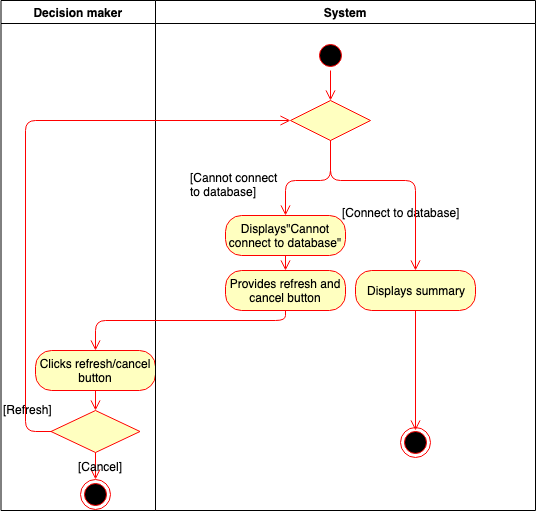 Decision maker
System
[Cannot connect
to database]
[Connect to database]
Displays"Cannot
connect to database"
Provides refresh and
cancel button
Displays summary
Clicks refresh/cancel
button
[Refresh]
[Cancel]